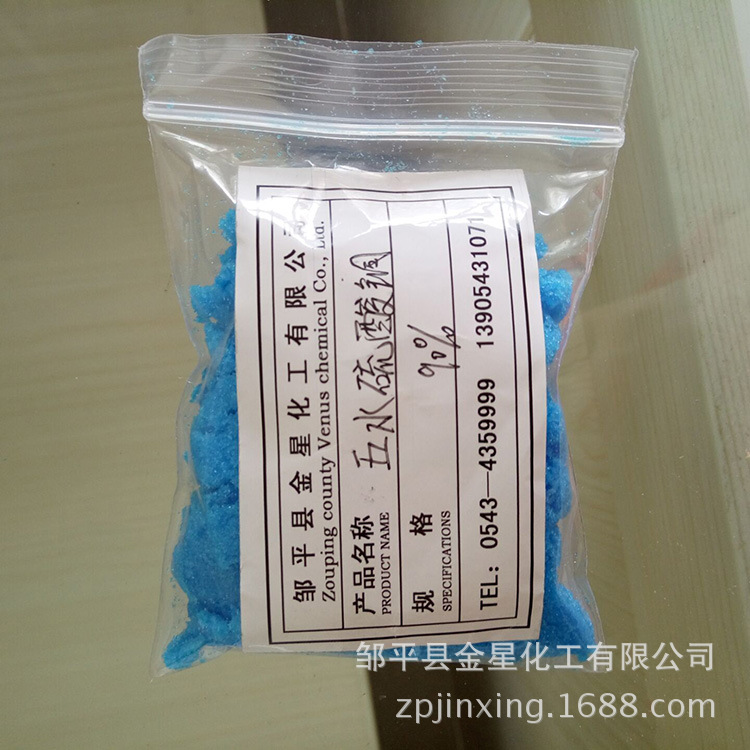 邹平县金星化工有限公司
Zouping county Venus chemical Co., Ltd.
产品名称 五水硫酸铜
PRODUCT NAME
规 格 90%
SPECIFICATIONS
TEL: 0543-4359999 13905431071
邹平县金星化工有限公司
zpjinxing.1688.com